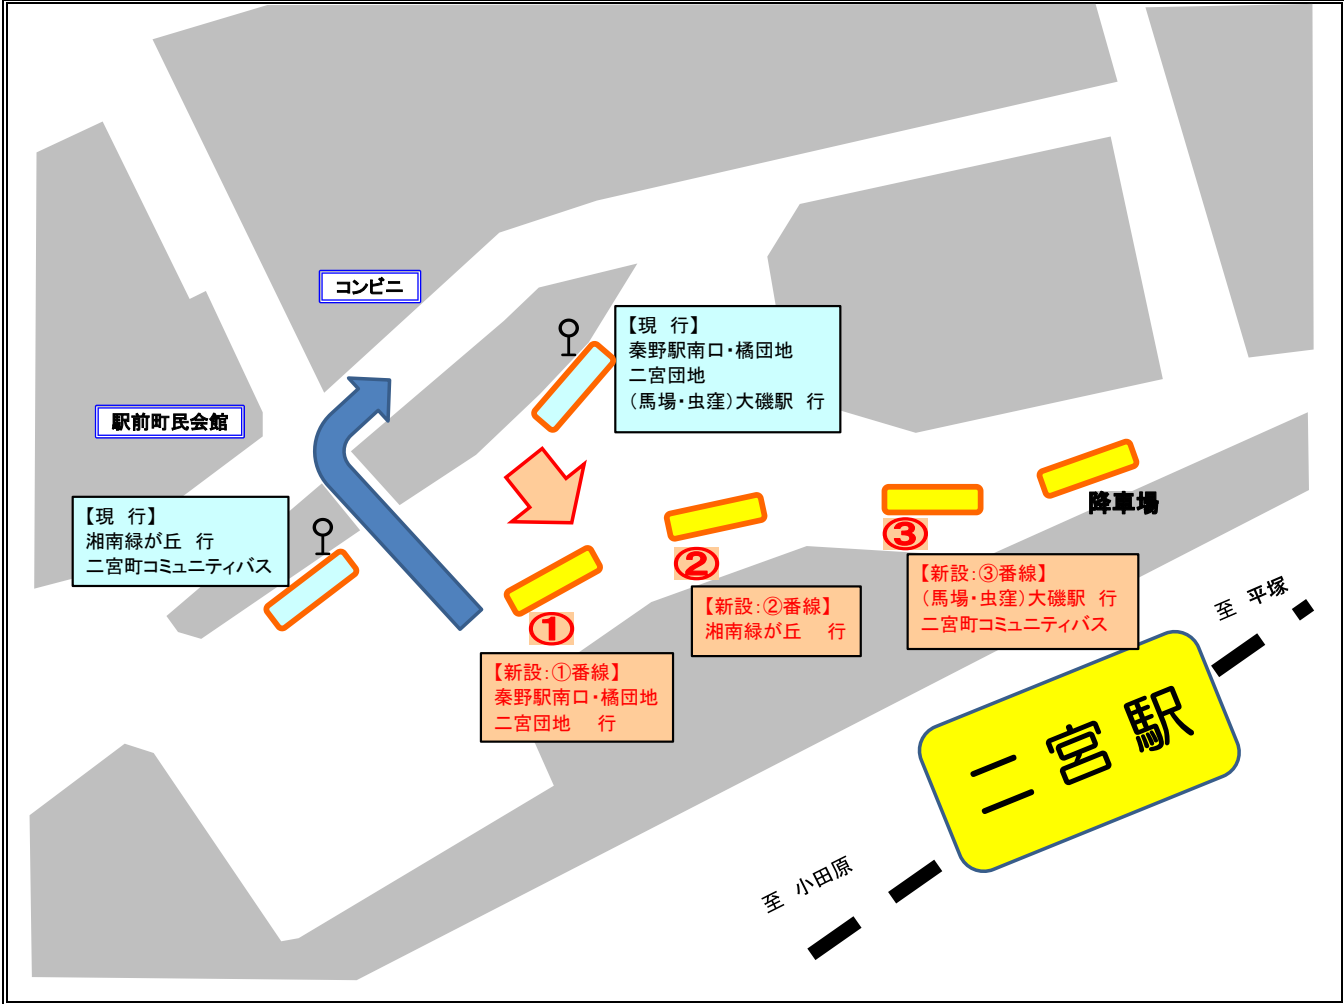 コンビニ
【現　行】
秦野駅南口・橘団地
二宮団地
（馬場・虫窪）大磯駅　行
駅前町民会館
【現　行】
湘南緑が丘　行
二宮町コミュニティバス
降車場
①
【新設：①番線】
秦野駅南口・橘団地
二宮団地　行
②
【新設：②番線】
湘南緑が丘　行
③
【新設：③番線】
（馬場・虫窪）大磯駅　行
二宮町コミュニティバス
至　平塚
二宮駅
至　小田原